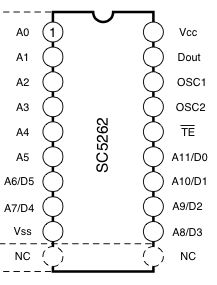 A0 1 Vcc
A1 Dout
A2 OSC1
A3 OSC2
A4 TE
A5 A11/D0
A6/D5 A10/D1
A7/D4 A9/D2
Vss A8/D3
NC NC
SC5262